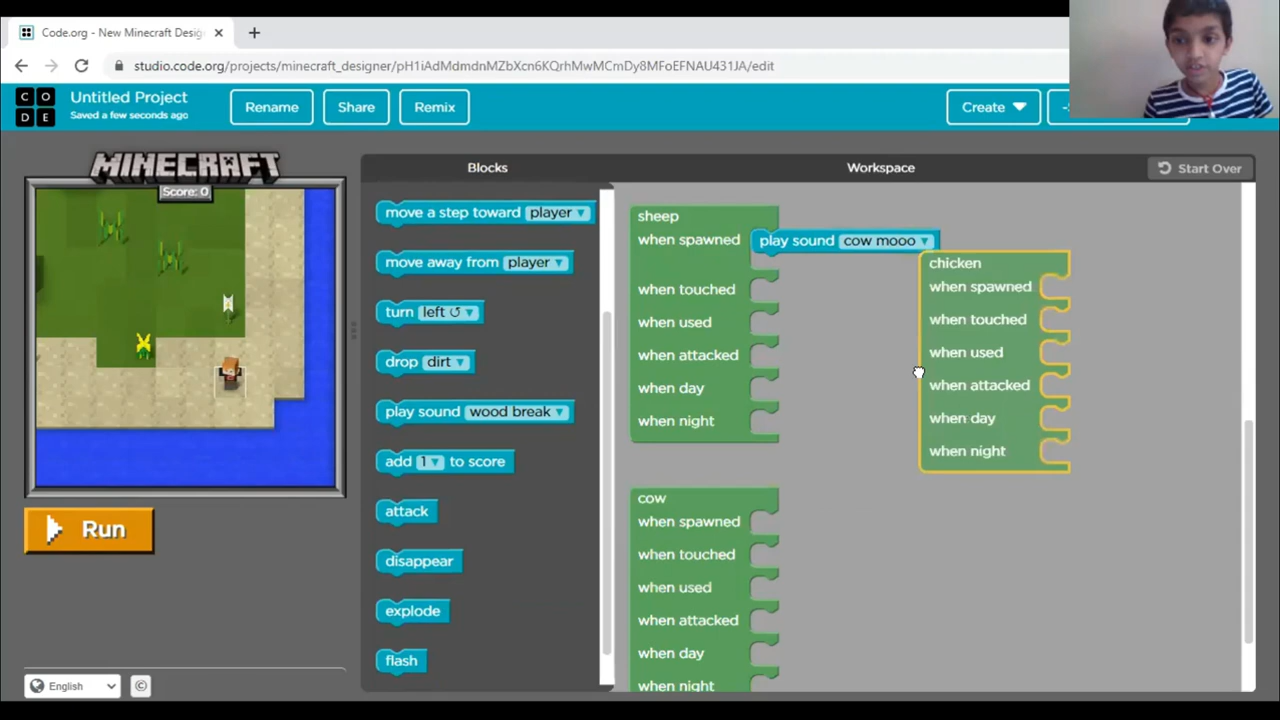 Code.org - New Minecraft Desig
studio.code.org/projects/minecraft_designer/pH1iAdMdmdnMZbXcn6KQrhMwMCmDy8MFoEFNAU431JA/edit
CODE
Untitled Project
Saved a few seconds ago
Rename
Share
Remix
Create
MINECRAFT
Score: 0
Run
English
©
Blocks
move a step toward player
move away from player
turn left
drop dirt
play sound wood break
add 1 to score
attack
disappear
explode
flash
Workspace
Start Over
sheep
when spawned
play sound cow mooo
when touched
when used
when attacked
when day
when night
chicken
when spawned
when touched
when used
when attacked
when day
when night
cow
when spawned
when touched
when used
when attacked
when day
when night